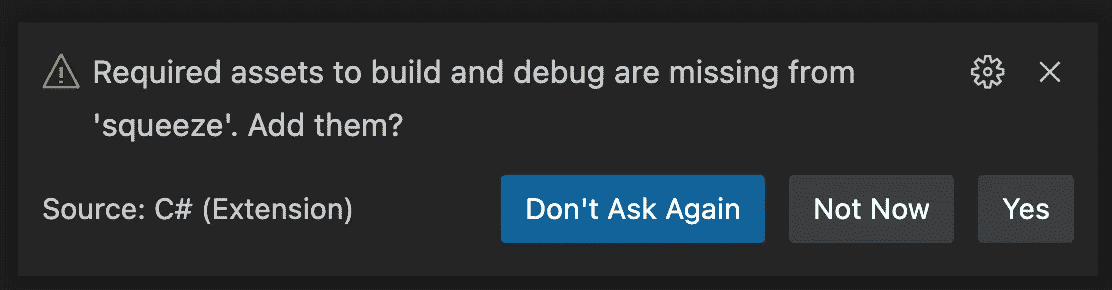 Required assets to build and debug are missing from
'squeeze'. Add them?
Source: C# (Extension)
Don't Ask Again
Not Now
Yes